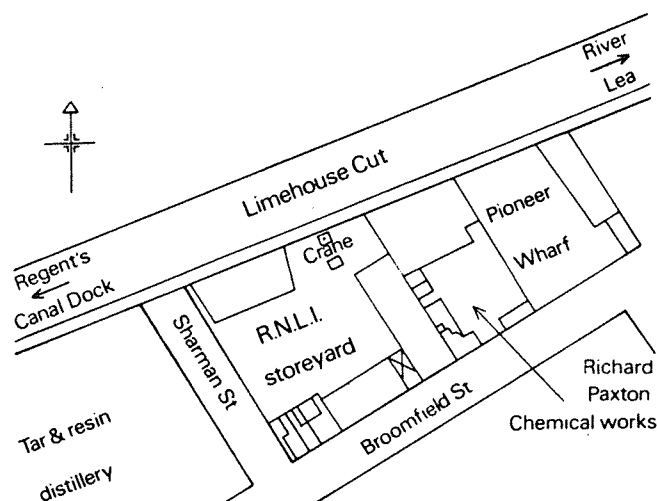 River
Lea
Limehouse Cut
Regent's
Canal Dock
Crane
Pioneer
Wharf
Sharman St
R.N.L.I.
storeyard
Richard
Paxton
Chemical works
Broomfield St
Tar & resin
distillery